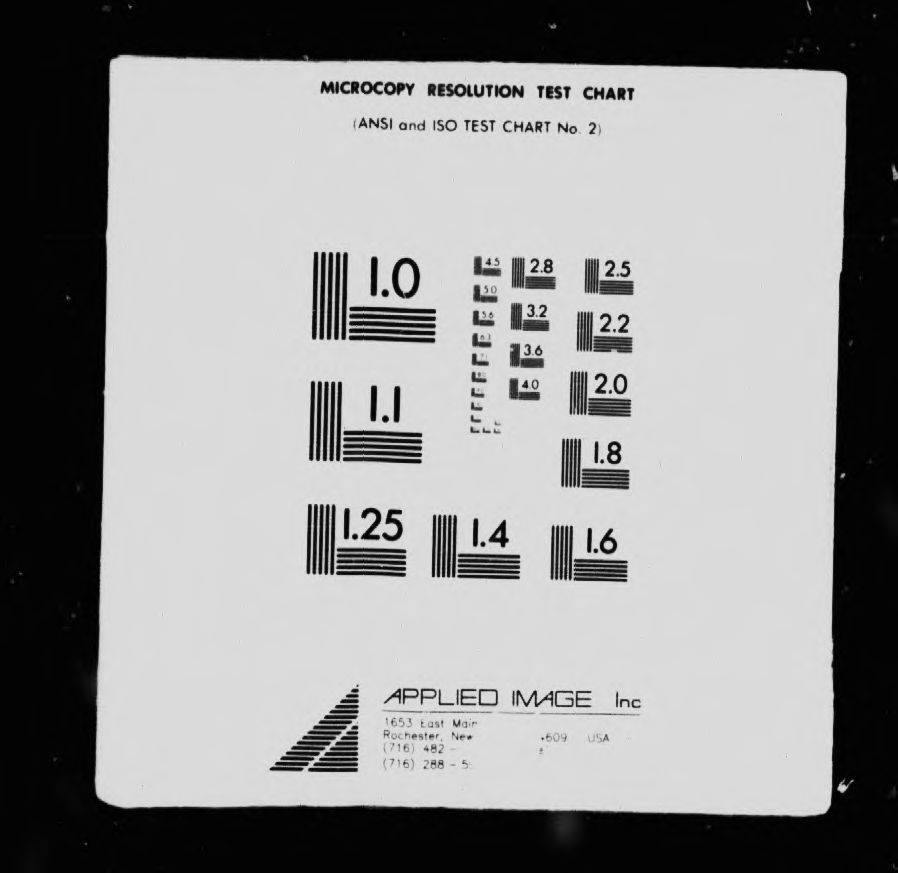 MICROCOPY RESOLUTION TEST CHART
(ANSI and ISO TEST CHART No. 2)
1.0
1.1
1.25
1.4
1.6
1.8
2.0
2.2
2.5
2.8
3.2
3.6
4.0
4.5
5.0
5.6
6.3
APPLIED IMAGE Inc
1653 East Main
Rochester, New 609 USA
(716) 482 -
(716) 288 - 5